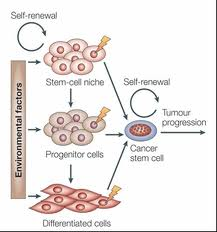 Self-renewal
Stem-cell niche
Self-renewal
Tumour
progression
Environmental factors
Progenitor cells
Cancer
stem cell
Differentiated cells